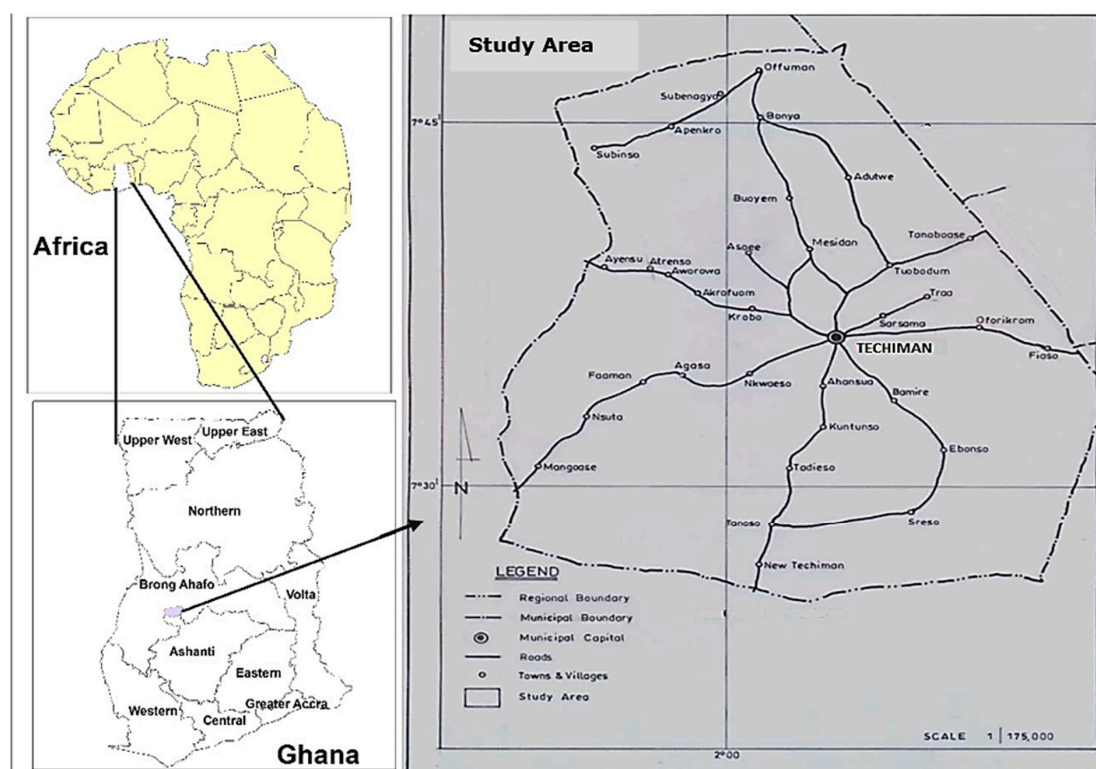 Africa
Upper West
Upper East
Northern
Brong Ahafo
Volta
Ashanti
Eastern
Western
Central
Greater Accra
Ghana
Study Area
7°45'
7°30'
2°00
Offuman
Subenagya
Bonya
Apenkro
Subinso
Adutwe
Buoyem
Tanoboase
Asoee
Mesidan
Ayensu
Atrenso
Aworowa
Tuobodum
Akrofuom
Traa
Krobo
Sarsama
Oforikrom
TECHIMAN
Fiaso
Agaso
Faaman
Nkwaeso
Ahansua
Bamire
Nsuta
Kuntunso
Ebonso
Mangoase
Tadieso
Tanoso
Sreso
New Techiman
N
LEGEND
Regional Boundary
Municipal Boundary
Municipal Capital
Roads
Towns & Villages
Study Area
SCALE 1 | 175,000